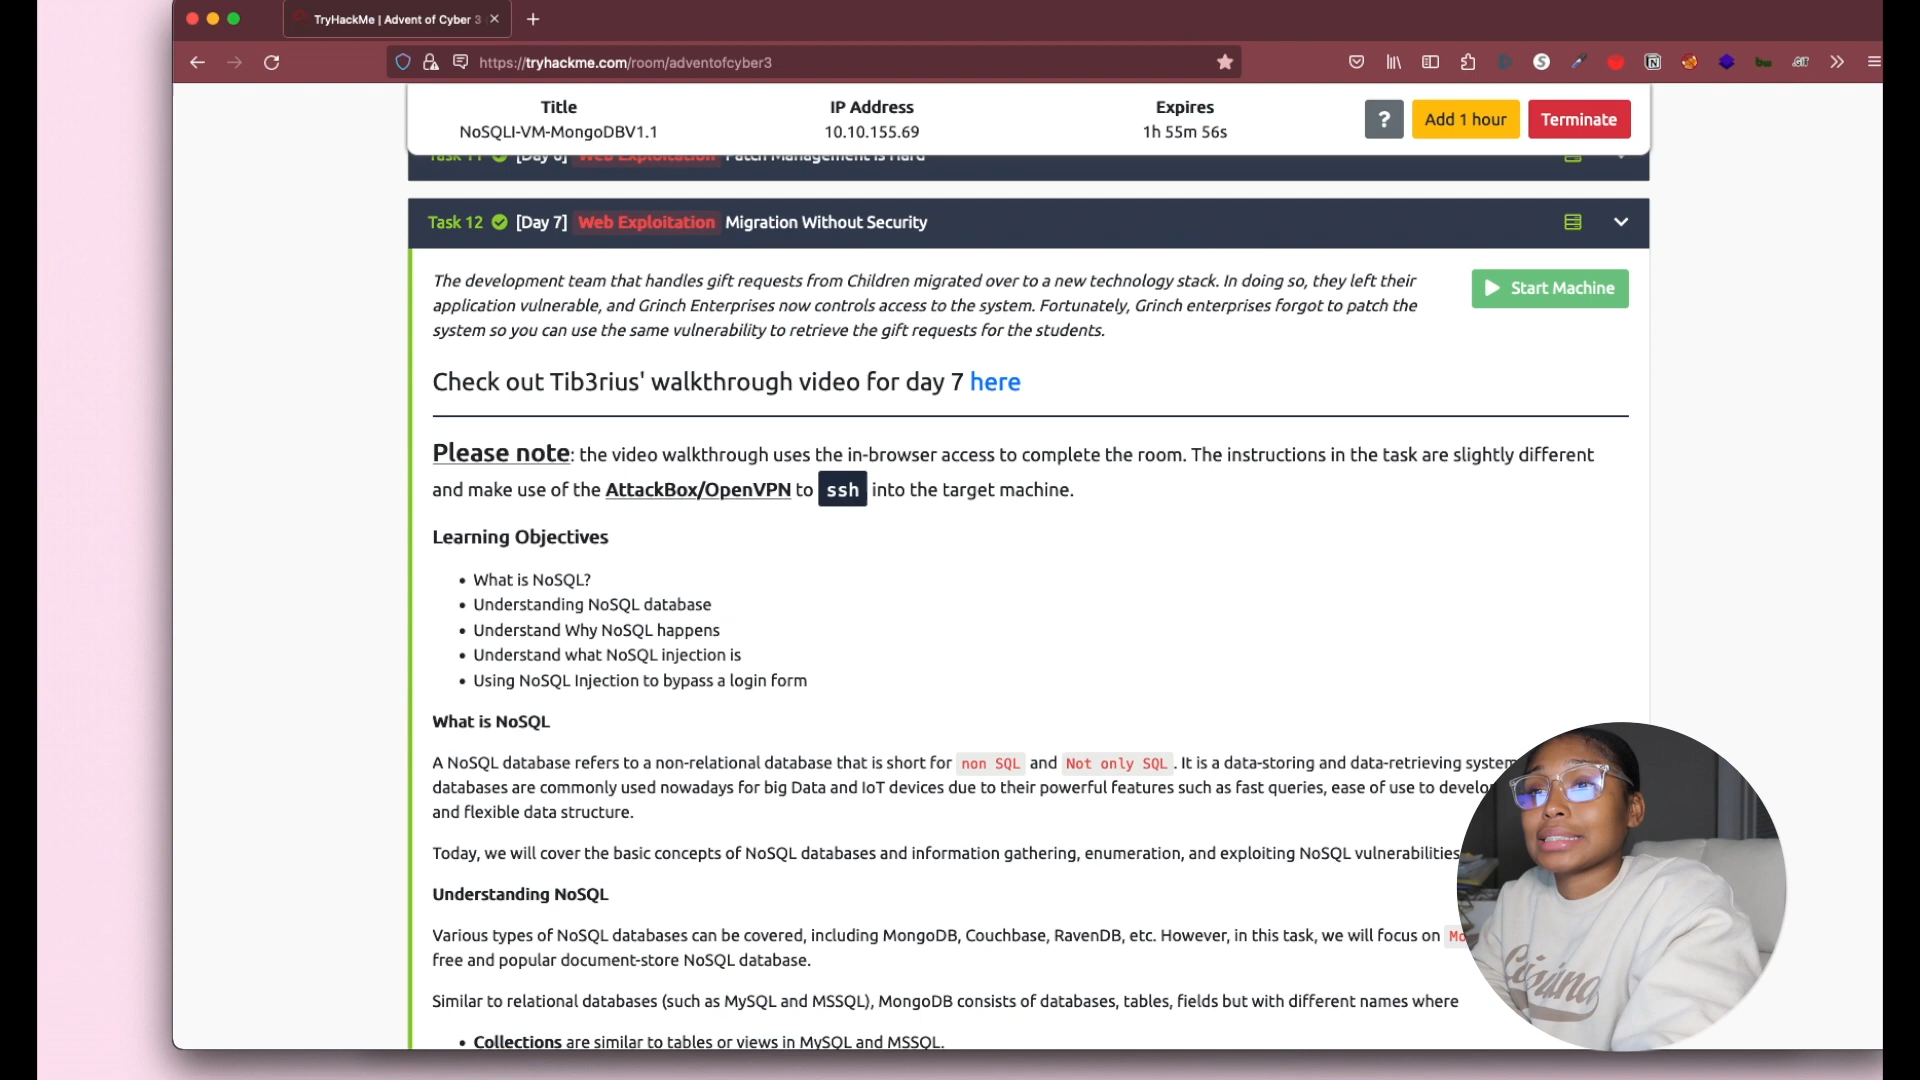 TryHackMe | Advent of Cyber 3
https://tryhackme.com/room/adventofcyber3
Title
IP Address
Expires
NoSQLI-VM-MongoDBV1.1
10.10.155.69
1h 55m 56s
?
Add 1 hour
Terminate
Task 11 [Day 6] Web Exploitation Patch Management Is Hard
Task 12 [Day 7] Web Exploitation Migration Without Security
The development team that handles gift requests from Children migrated over to a new technology stack. In doing so, they left their
application vulnerable, and Grinch Enterprises now controls access to the system. Fortunately, Grinch enterprises forgot to patch the
system so you can use the same vulnerability to retrieve the gift requests for the students.
Start Machine
Check out Tib3rius' walkthrough video for day 7 here
Please note: the video walkthrough uses the in-browser access to complete the room. The instructions in the task are slightly different
and make use of the AttackBox/OpenVPN to ssh into the target machine.
Learning Objectives
• What is NoSQL?
• Understanding NoSQL database
• Understand Why NoSQL happens
• Understand what NoSQL injection is
• Using NoSQL Injection to bypass a login form
What is NoSQL
A NoSQL database refers to a non-relational database that is short for non SQL and Not only SQL. It is a data-storing and data-retrieving system
databases are commonly used nowadays for big Data and IoT devices due to their powerful features such as fast queries, ease of use to
and flexible data structure.
Today, we will cover the basic concepts of NoSQL databases and information gathering, enumeration, and exploiting NoSQL vulnerabilities
Understanding NoSQL
Various types of NoSQL databases can be covered, including MongoDB, Couchbase, RavenDB, etc. However, in this task, we will focus on
free and popular document-store NoSQL database.
Similar to relational databases (such as MySQL and MSSQL), MongoDB consists of databases, tables, fields but with different names where
• Collections are similar to tables or views in MySQL and MSSQL.